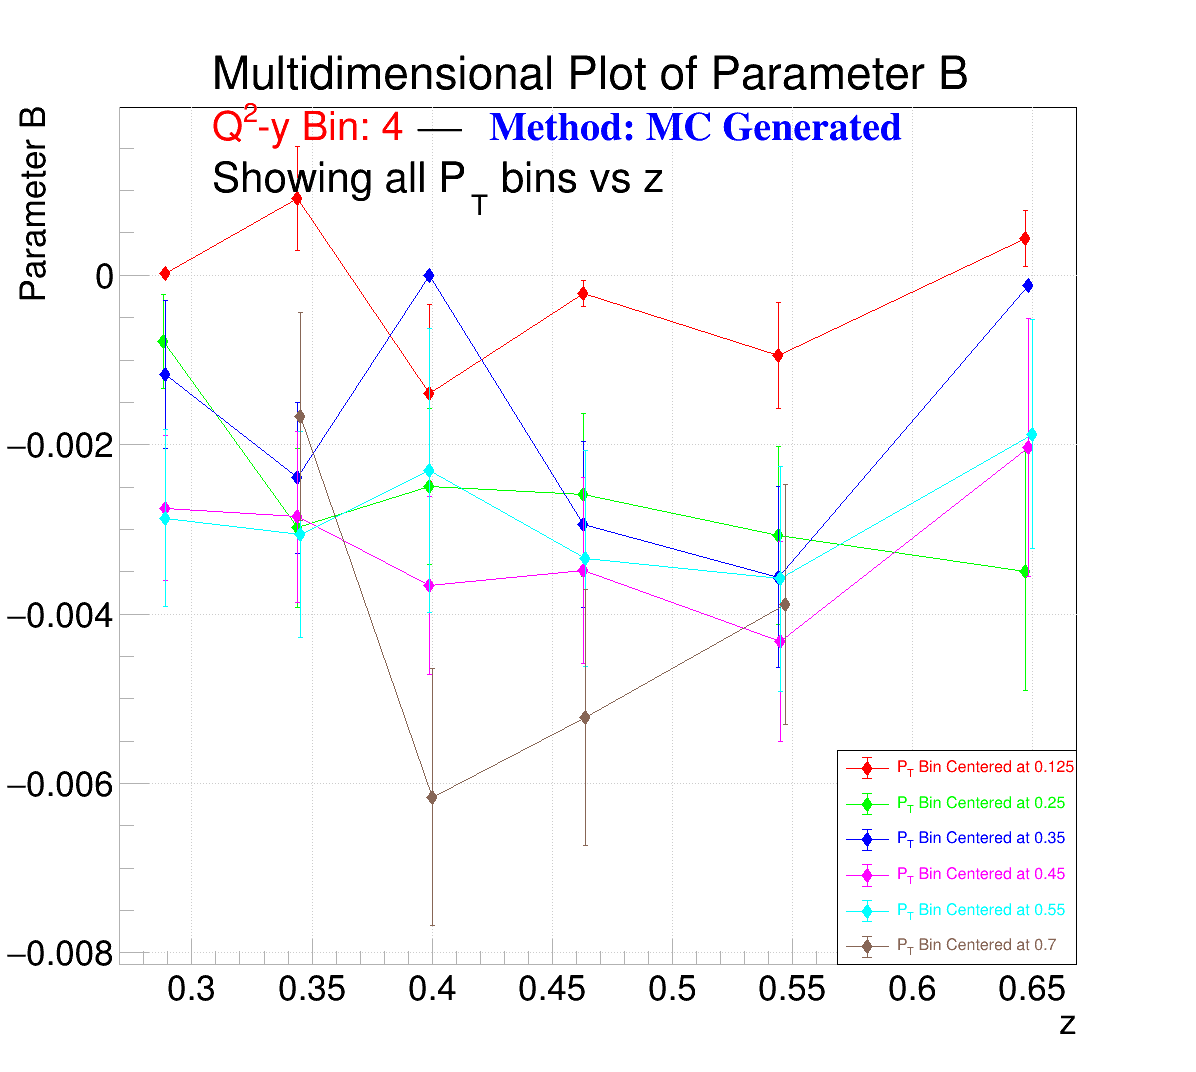 Multidimensional Plot of Parameter B
Q2-y Bin: 4 — Method: MC Generated
Showing all PT bins vs z
Parameter B
0
−0.002
−0.004
−0.006
−0.008
PT Bin Centered at 0.125
PT Bin Centered at 0.25
PT Bin Centered at 0.35
PT Bin Centered at 0.45
PT Bin Centered at 0.55
PT Bin Centered at 0.7
0.3 0.35 0.4 0.45 0.5 0.55 0.6 0.65
z